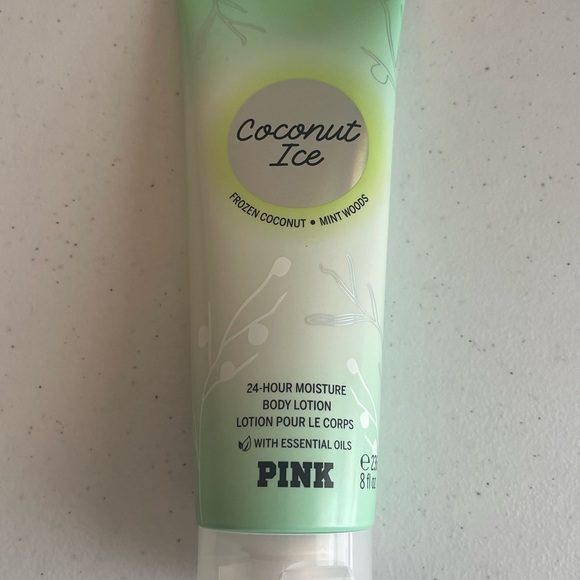 Coconut
Ice
FROZEN COCONUT • MINT WOODS
24-HOUR MOISTURE
BODY LOTION
LOTION POUR LE CORPS
WITH ESSENTIAL OILS
PINK
8 fl oz